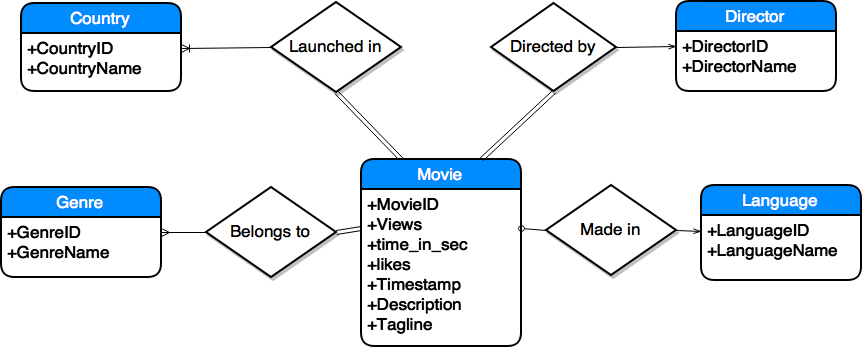 Country
+CountryID
+CountryName
Launched in
Directed by
Director
+DirectorID
+DirectorName
Genre
+GenreID
+GenreName
Belongs to
Movie
+MovieID
+Views
+time_in_sec
+likes
+Timestamp
+Description
+Tagline
Made in
Language
+LanguageID
+LanguageName